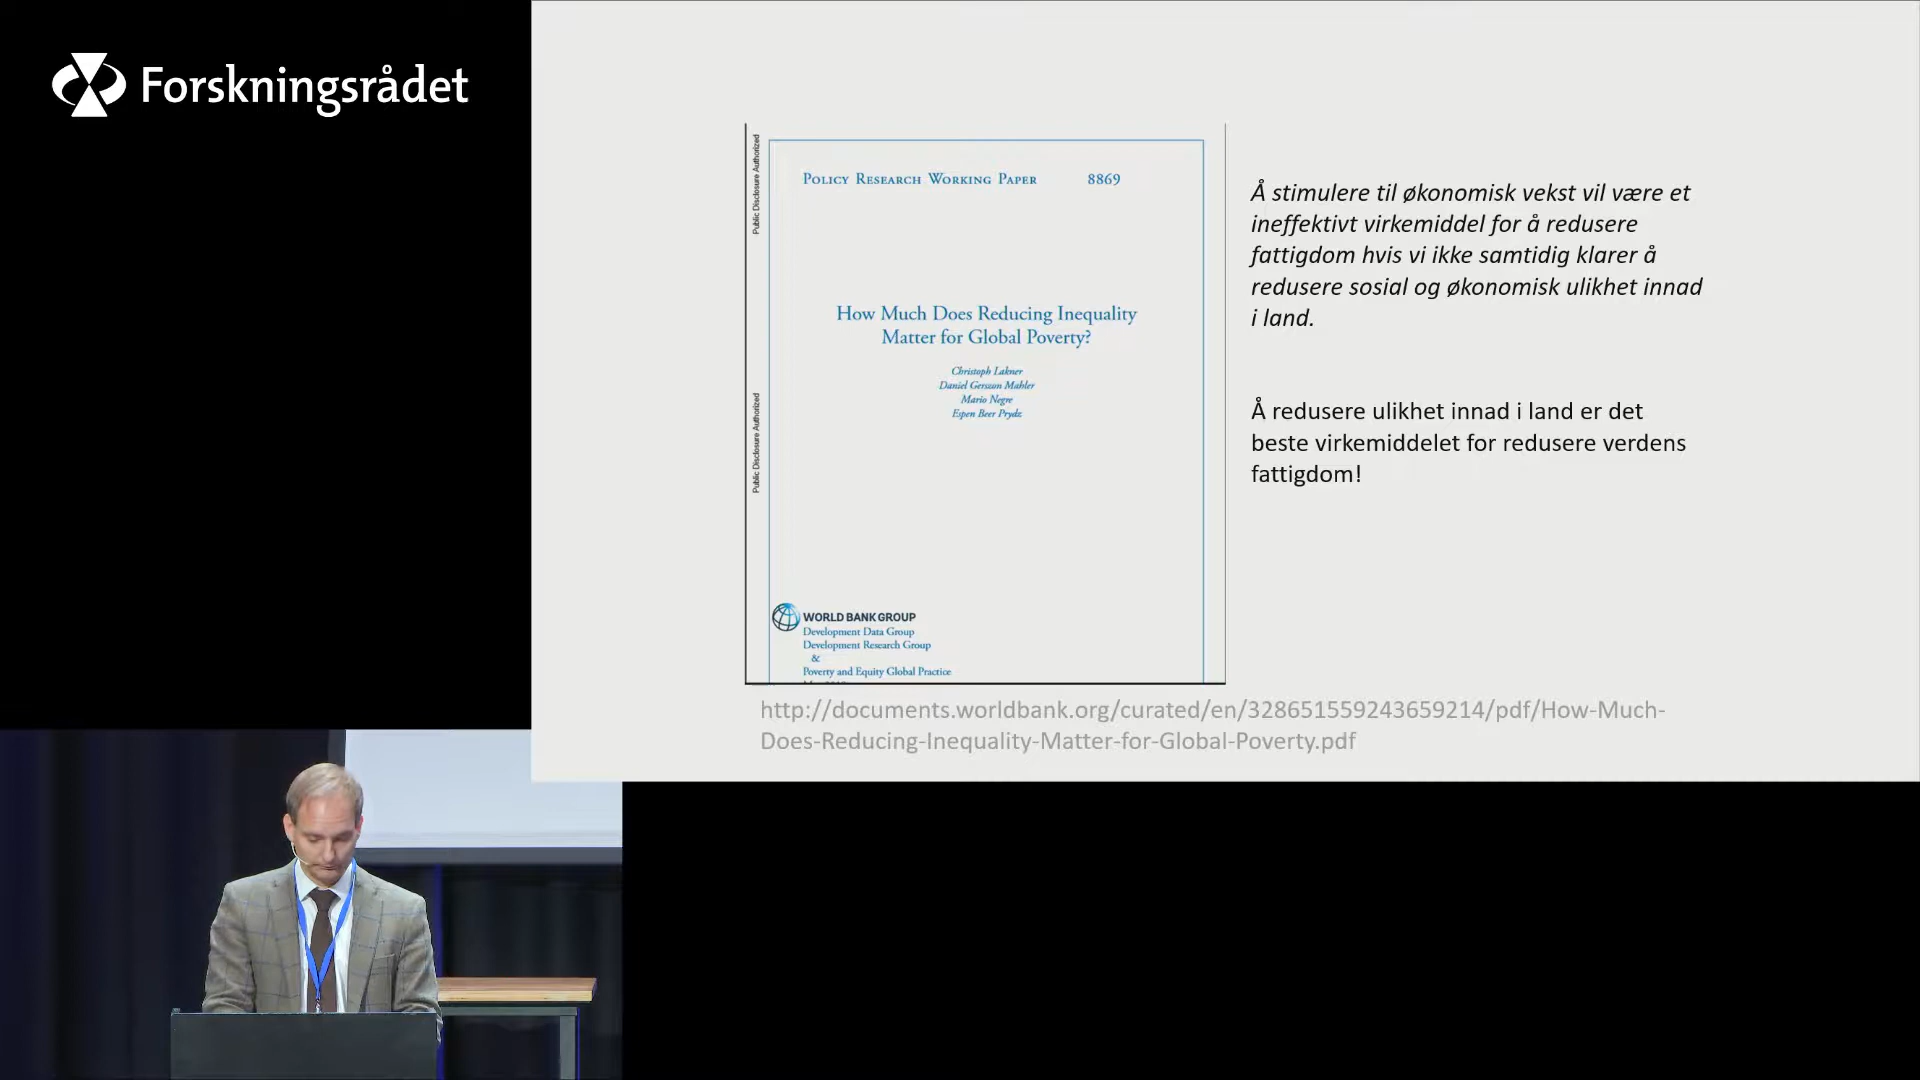 Forskningsrådet
Public Disclosure Authorized
Public Disclosure Authorized
Policy Research Working Paper 8869
How Much Does Reducing Inequality
Matter for Global Poverty?
Christoph Lakner
Daniel Gerszon Mahler
Mario Negre
Espen Beer Prydz
WORLD BANK GROUP
Development Data Group
Development Research Group
&
Poverty and Equity Global Practice
Å stimulere til økonomisk vekst vil være et
ineffektivt virkemiddel for å redusere
fattigdom hvis vi ikke samtidig klarer å
redusere sosial og økonomisk ulikhet innad
i land.
Å redusere ulikhet innad i land er det
beste virkemiddelet for redusere verdens
fattigdom!
http://documents.worldbank.org/curated/en/328651559243659214/pdf/How-Much-
Does-Reducing-Inequality-Matter-for-Global-Poverty.pdf